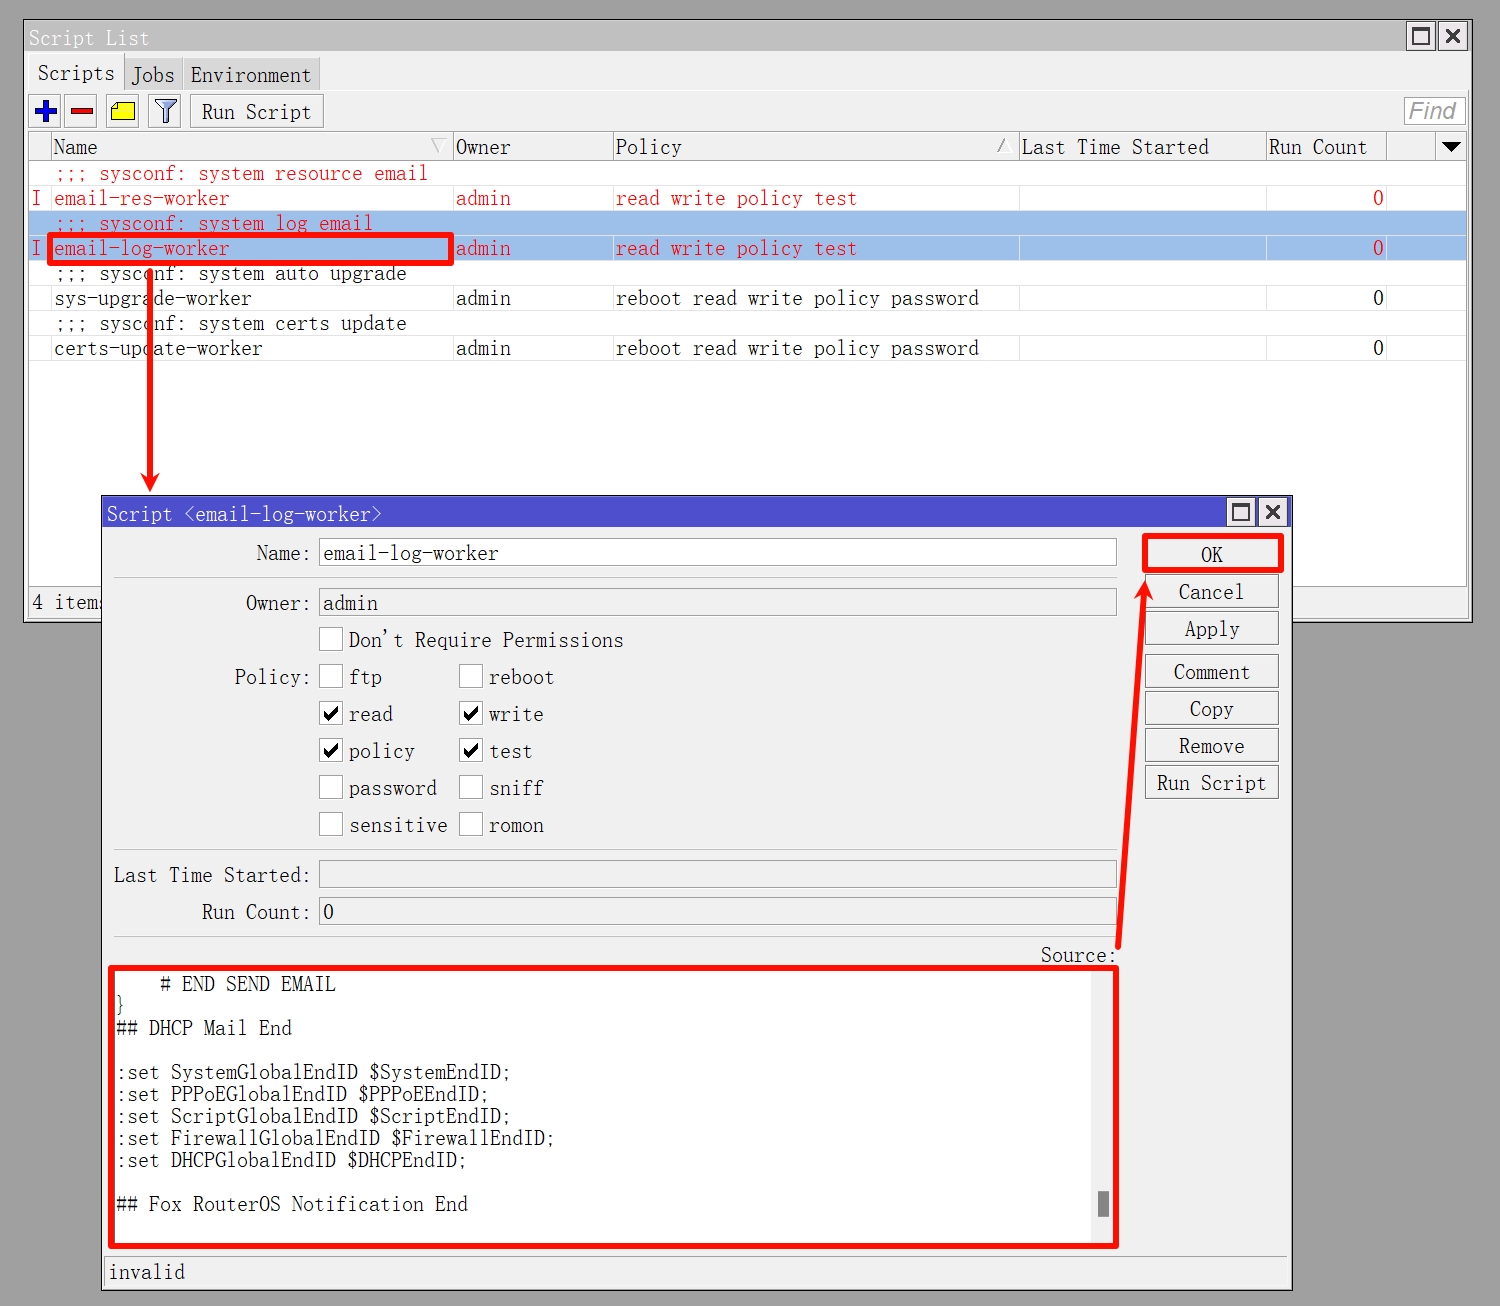 Script List
Scripts Jobs Environment
Run Script Find
Name Owner Policy Last Time Started Run Count
;;; sysconf: system resource email
I email-res-worker admin read write policy test 0
;;; sysconf: system log email
I email-log-worker admin read write policy test 0
;;; sysconf: system auto upgrade
sys-upgrade-worker admin reboot read write policy password 0
;;; sysconf: system certs update
certs-update-worker admin reboot read write policy password 0
4 items
Script <email-log-worker>
Name: email-log-worker
OK
Owner: admin
Cancel
Don't Require Permissions
Apply
Policy: ftp reboot
Comment
read write
Copy
policy test
Remove
password sniff
Run Script
sensitive romon
Last Time Started:
Run Count: 0
Source:
# END SEND EMAIL
}
## DHCP Mail End
:set SystemGlobalEndID $SystemEndID;
:set PPPoEGlobalEndID $PPPoEEndID;
:set ScriptGlobalEndID $ScriptEndID;
:set FirewallGlobalEndID $FirewallEndID;
:set DHCPGlobalEndID $DHCPEndID;
## Fox RouterOS Notification End
invalid